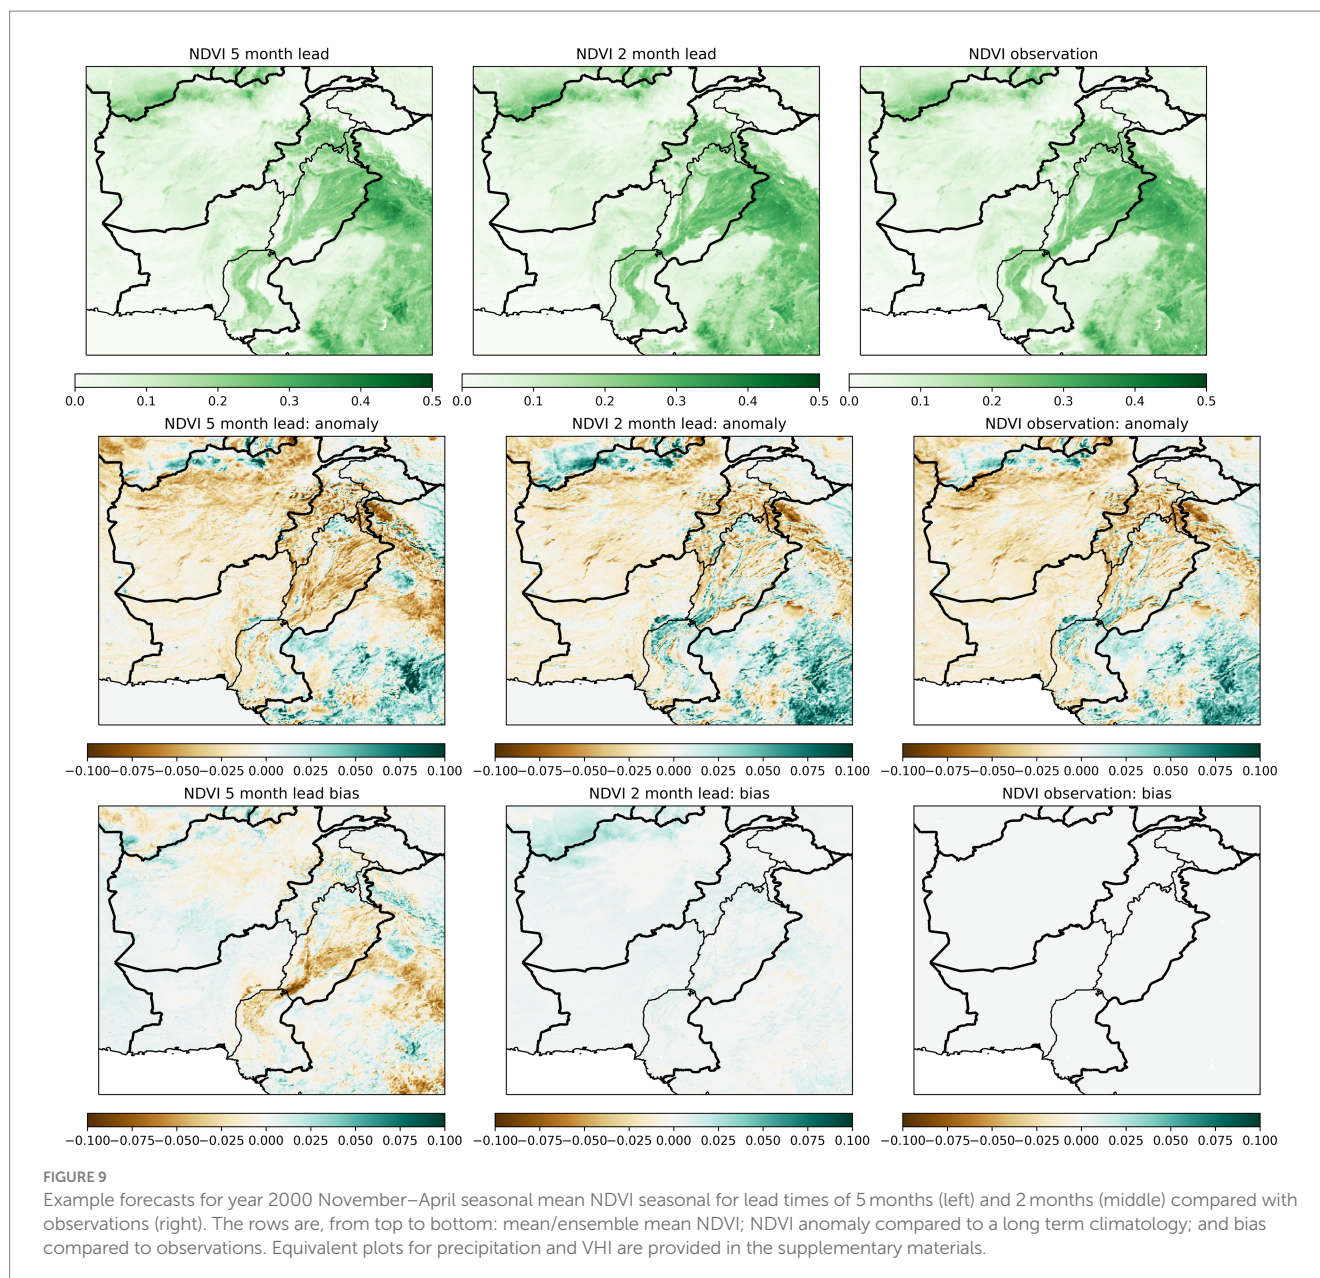 NDVI 5 month lead
NDVI 2 month lead
NDVI observation
0.0 0.1 0.2 0.3 0.4 0.5
0.0 0.1 0.2 0.3 0.4 0.5
0.0 0.1 0.2 0.3 0.4 0.5
NDVI 5 month lead: anomaly
NDVI 2 month lead: anomaly
NDVI observation: anomaly
−0.100 −0.075 −0.050 −0.025 0.000 0.025 0.050 0.075 0.100
−0.100 −0.075 −0.050 −0.025 0.000 0.025 0.050 0.075 0.100
−0.100 −0.075 −0.050 −0.025 0.000 0.025 0.050 0.075 0.100
NDVI 5 month lead bias
NDVI 2 month lead: bias
NDVI observation: bias
−0.100 −0.075 −0.050 −0.025 0.000 0.025 0.050 0.075 0.100
−0.100 −0.075 −0.050 −0.025 0.000 0.025 0.050 0.075 0.100
−0.100 −0.075 −0.050 −0.025 0.000 0.025 0.050 0.075 0.100
FIGURE 9
Example forecasts for year 2000 November–April seasonal mean NDVI seasonal for lead times of 5 months (left) and 2 months (middle) compared with
observations (right). The rows are, from top to bottom: mean/ensemble mean NDVI; NDVI anomaly compared to a long term climatology; and bias
compared to observations. Equivalent plots for precipitation and VHI are provided in the supplementary materials.